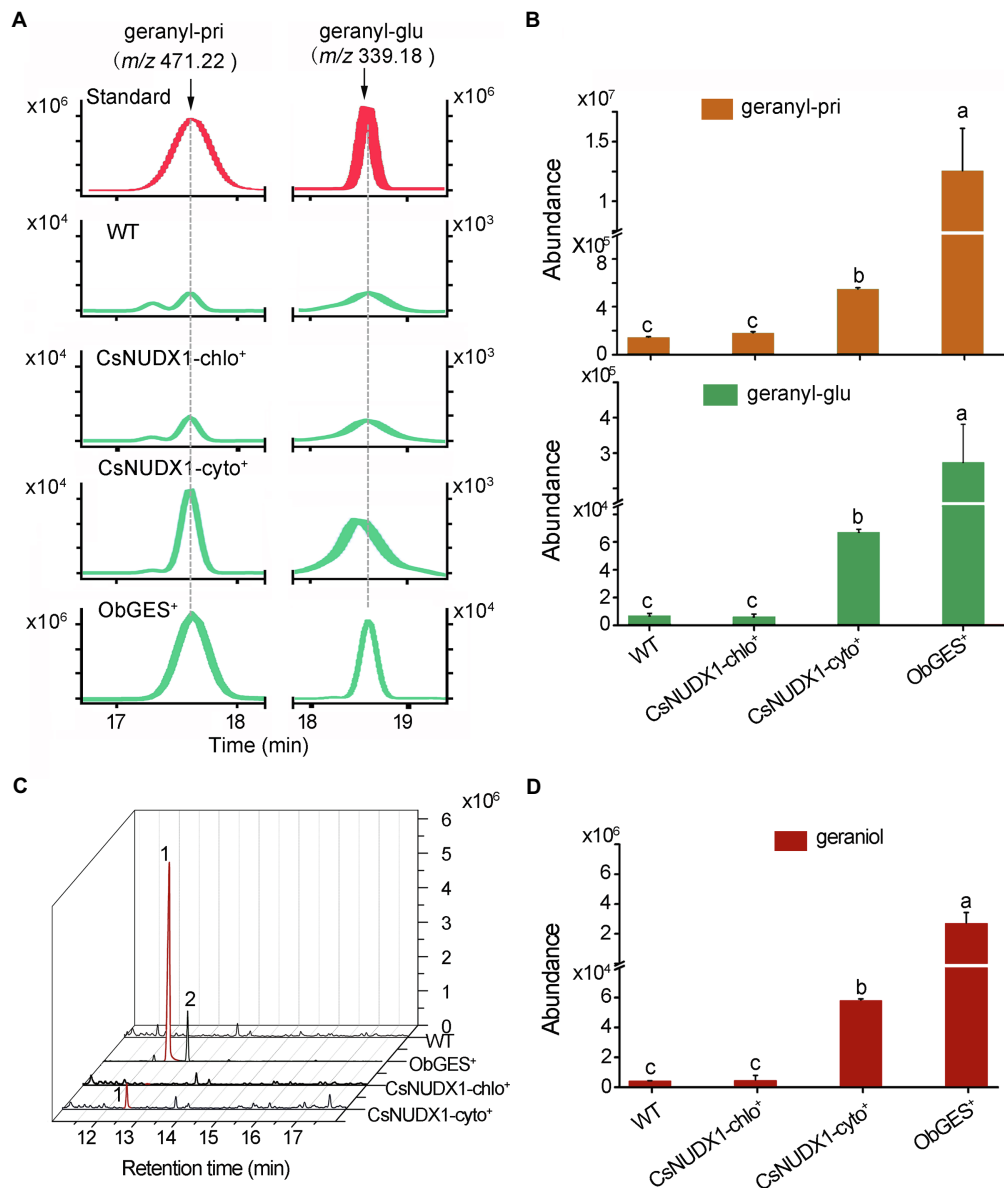 A
geranyl-pri
(m/z 471.22)
geranyl-glu
(m/z 339.18)
x10⁶
Standard
x10⁶
x10⁴
WT
x10³
x10⁴
CsNUDX1-chlo⁺
x10³
x10⁴
CsNUDX1-cyto⁺
x10³
x10⁶
ObGES⁺
x10⁴
17
18
18
19
Time (min)
B
x10⁷
geranyl-pri
a
1.5
1
X10⁵
8
4
0
Abundance
c
c
b
x10⁵
geranyl-glu
a
3
x10⁴
6
4
2
0
Abundance
c
c
b
WT
CsNUDX1-chlo⁺
CsNUDX1-cyto⁺
ObGES⁺
C
x10⁶
6
5
4
3
2
1
0
1
2
1
WT
ObGES⁺
CsNUDX1-chlo⁺
CsNUDX1-cyto⁺
12
13
14
15
16
17
Retention time (min)
D
x10⁶
geraniol
a
4
2
x10⁴
6
4
2
0
Abundance
c
c
b
WT
CsNUDX1-chlo⁺
CsNUDX1-cyto⁺
ObGES⁺